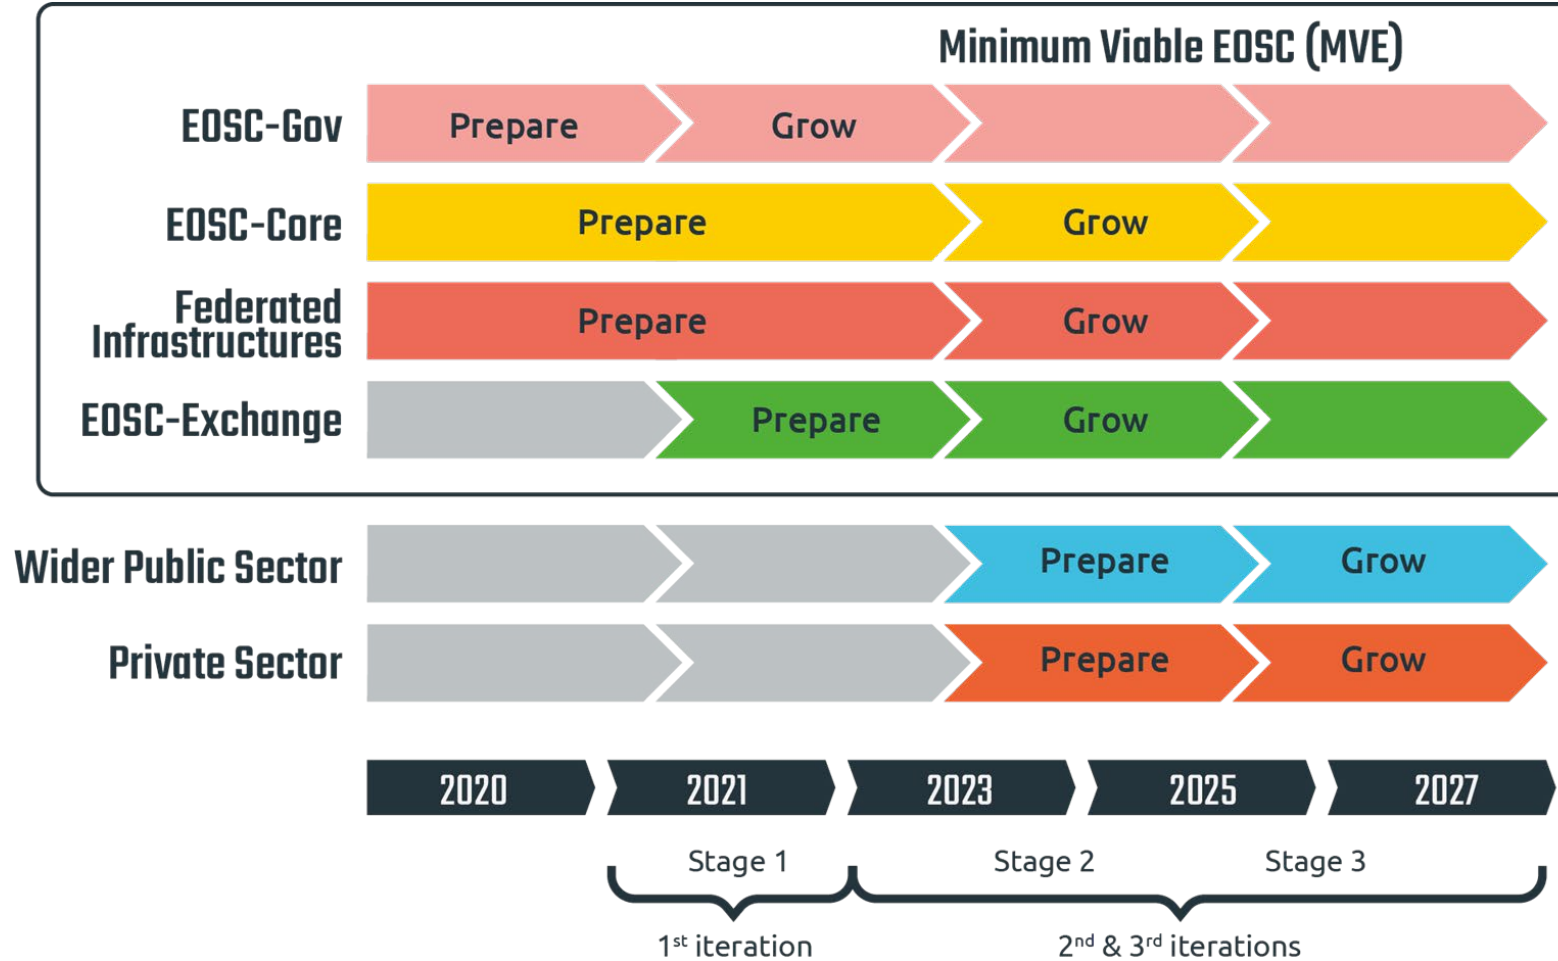 Minimum Viable EOSC (MVE)
EOSC-Gov
Prepare
Grow
EOSC-Core
Prepare
Grow
Federated
Infrastructures
Prepare
Grow
EOSC-Exchange
Prepare
Grow
Wider Public Sector
Prepare
Grow
Private Sector
Prepare
Grow
2020
2021
2023
2025
2027
Stage 1
Stage 2
Stage 3
1st iteration
2nd & 3rd iterations